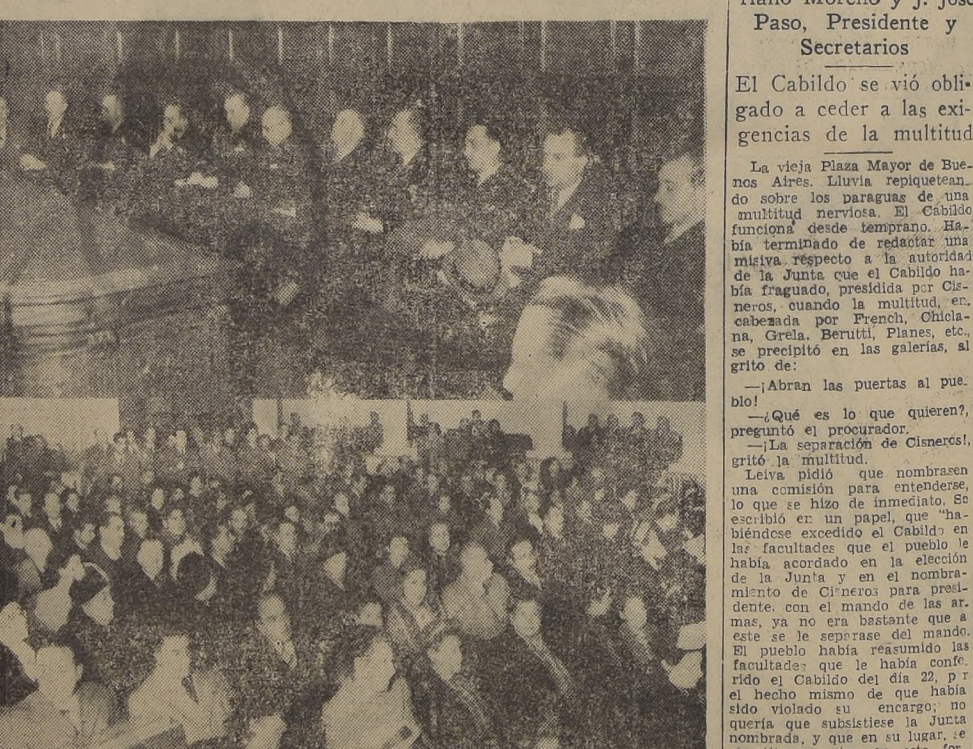 riano Moreno y J. José
Paso, Presidente y
Secretarios
El Cabildo se vió obli-
gado a ceder a las exi-
gencias de la multitud
La vieja Plaza Mayor de Bue-
nos Aires. Lluvia repiquetean-
do sobre los paraguas de una
multitud nerviosa. El Cabildo
funciona desde temprano. Ha-
bía terminado de redactar una
misiva respecto a la autoridad
de la Junta que el Cabildo ha-
bía fraguado, presidida por Cis-
neros, cuando la multitud, en-
cabezada por French, Chicla-
na, Grela, Berutti, Planes, etc.,
se precipitó en las galerías, al
grito de:
—¡Abran las puertas al pue-
blo!
—¿Qué es lo que quieren?,
preguntó el procurador.
—¡La separación de Cisneros!,
gritó la multitud.
Leiva pidió que nombrasen
una comisión para entenderse,
lo que se hizo de inmediato. Se
escribió en un papel, que "ha-
biéndose excedido el Cabildo en
las facultades que el pueblo le
había acordado en la elección
de la Junta y en el nombra-
miento de Cisneros para presi-
dente, con el mando de las ar-
mas, ya no era bastante que a
este se le separase del mando.
El pueblo había reasumido las
facultades que le había confe-
rido el Cabildo del día 22, p r
el hecho mismo de que había
sido violado su encargo; no
quería que subsistiese la Junta
nombrada, y que en su lugar, se